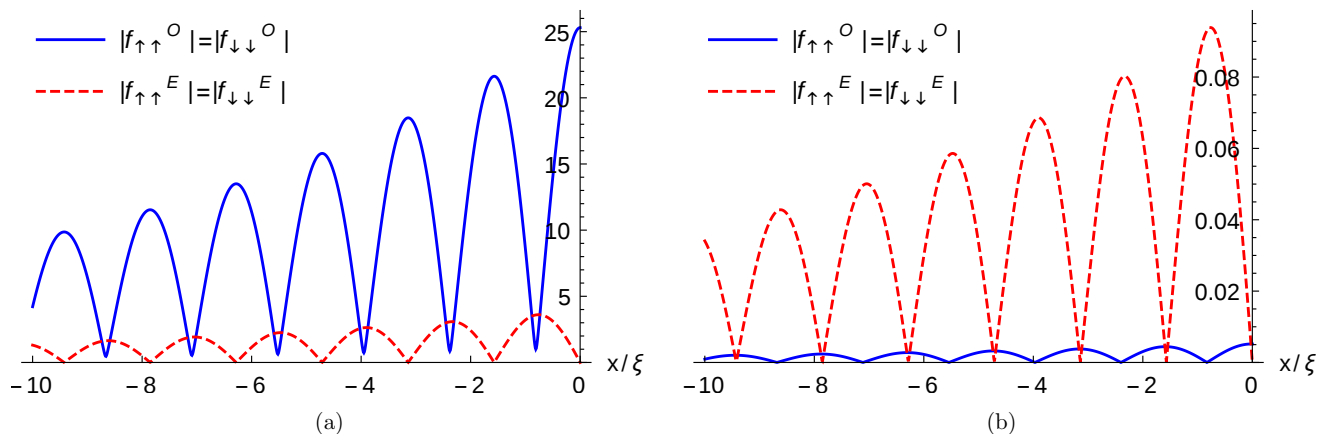 |f↑↑ᴼ|=|f↓↓ᴼ|
|f↑↑ᴱ|=|f↓↓ᴱ|
25
20
15
10
5
x/ξ
−10 −8 −6 −4 −2 0
(a)
|f↑↑ᴼ|=|f↓↓ᴼ|
|f↑↑ᴱ|=|f↓↓ᴱ|
0.08
0.06
0.04
0.02
x/ξ
−10 −8 −6 −4 −2 0
(b)